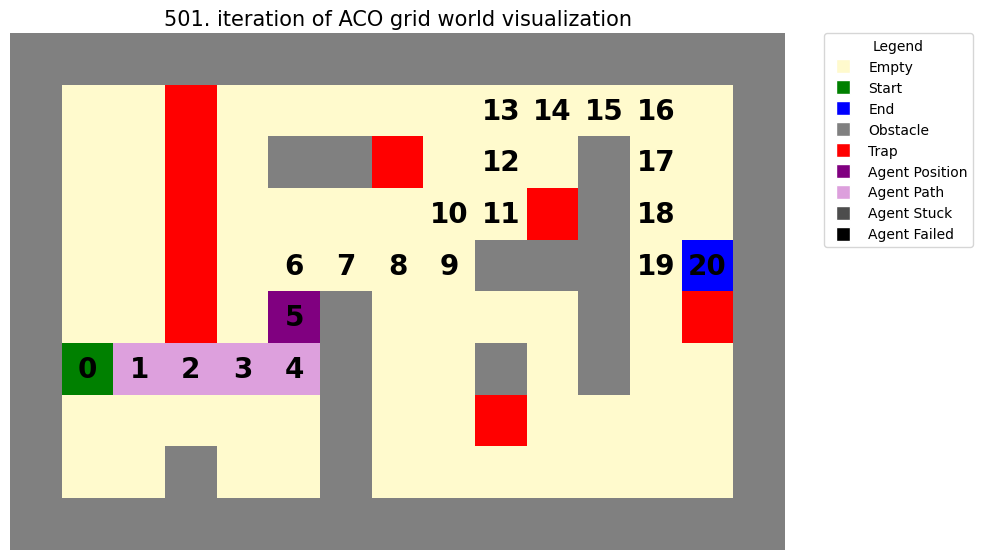 501. iteration of ACO grid world visualization
13 14 15 16
12 17
10 11 18
6 7 8 9 19 20
5
0 1 2 3 4
Legend
Empty
Start
End
Obstacle
Trap
Agent Position
Agent Path
Agent Stuck
Agent Failed